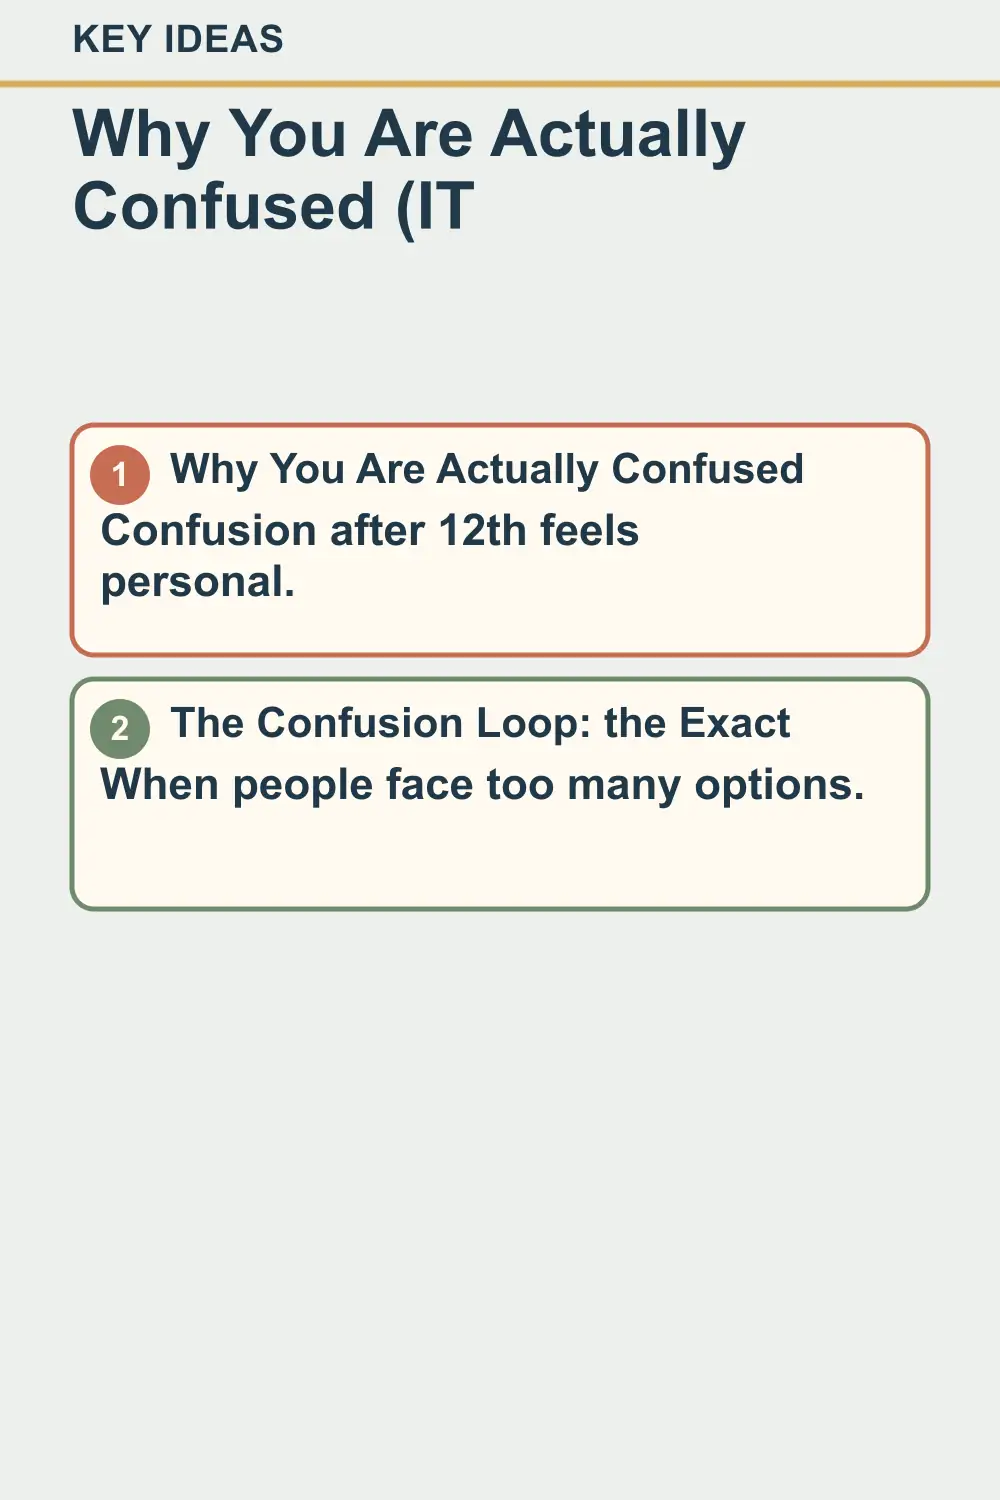 KEY IDEAS
Why You Are Actually
Confused (IT
1 Why You Are Actually Confused
Confusion after 12th feels
personal.
2 The Confusion Loop: the Exact
When people face too many options.